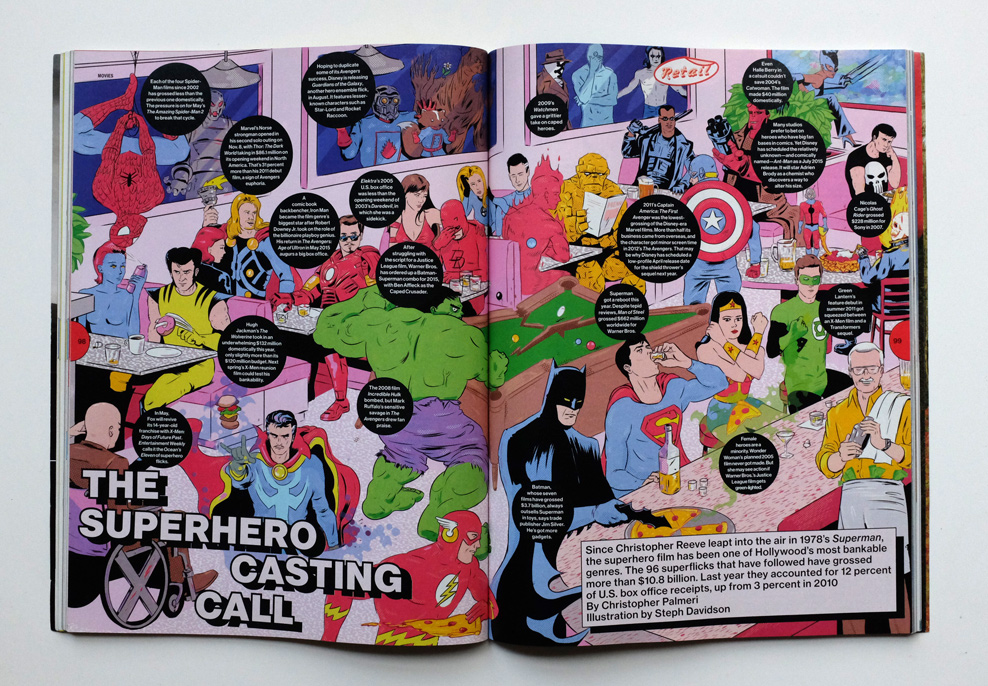 MOVIES
Each of the four Spider-
Man films since 2002
has grossed less than the
previous one domestically.
The pressure is on for May's
The Amazing Spider-Man 2
to break that cycle.
Hoping to duplicate
some of its Avengers
success, Disney is releasing
Guardians of the Galaxy,
another hero ensemble flick,
in August. It features lesser-
known characters such as
Star-Lord and Rocket
Raccoon.
Marvel's Norse
strongman opened in
his second solo outing on
Nov. 8, with Thor: The Dark
World taking in $86.1 million on
its opening weekend in North
America. That's 31 percent
more than his 2011 debut
film, a sign of Avengers
euphoria.
A
comic book
backbencher, Iron Man
became the film genre's
biggest star after Robert
Downey Jr. took on the role of
the billionaire playboy genius.
His return in The Avengers:
Age of Ultron in May 2015
augurs a big box office.
Elektra's 2005
U.S. box office
was less than the
opening weekend of
2003's Daredevil, in
which she was a
sidekick.
After
struggling with
the script for a Justice
League film, Warner Bros.
has ordered up a Batman-
Superman combo for 2015,
with Ben Affleck as the
Caped Crusader.
Hugh
Jackman's The
Wolverine took in an
underwhelming $132 million
domestically this year,
only slightly more than its
$120 million budget. Next
spring's X-Men reunion
film could test his
bankability.
The 2008 film
Incredible Hulk
bombed, but Mark
Ruffalo's sensitive
savage in The
Avengers drew fan
praise.
In May,
Fox will revive
its 14-year-old
franchise with X-Men:
Days of Future Past.
Entertainment Weekly
calls it the Ocean's
Eleven of superhero
flicks.
98
THE
SUPERHERO
CASTING
CALL
2009's
Watchmen
gave a grittier
take on caped
heroes.
Retail
Even
Halle Berry in
a catsuit couldn't
save 2004's
Catwoman. The film
made $40 million
domestically.
Many studios
prefer to bet on
heroes who have big fan
bases in comics. Yet Disney
has scheduled the relatively
unknown—and comically
named—Ant-Man as a July 2015
release. It will star Adrien
Brody as a chemist who
discovers a way to
alter his size.
Nicolas
Cage's Ghost
Rider grossed
$228 million for
Sony in 2007.
2011's Captain
America: The First
Avenger was the lowest-
grossing of the Disney-era
Marvel films. More than half its
business came from overseas, and
the character got minor screen time
in 2012's The Avengers. That may
be why Disney has scheduled a
low-profile April release date
for the shield thrower's
sequel next year.
Superman
got a reboot this
year. Despite tepid
reviews, Man of Steel
grossed $662 million
worldwide for
Warner Bros.
Green
Lantern's
feature debut in
summer 2011 got
squeezed between
an X-Men film and a
Transformers
sequel.
99
Female
heroes are a
minority. Wonder
Woman's planned 2005
film never got made. But
she may see action if
Warner Bros.'s Justice
League film gets
green-lighted.
Batman,
whose seven
films have grossed
$3.7 billion, always
outsells Superman
in toys, says trade
publisher Jim Silver.
He's got more
gadgets.
Since Christopher Reeve leapt into the air in 1978's Superman,
the superhero film has been one of Hollywood's most bankable
genres. The 96 superflicks that have followed have grossed
more than $10.8 billion. Last year they accounted for 12 percent
of U.S. box office receipts, up from 3 percent in 2010
By Christopher Palmeri
Illustration by Steph Davidson